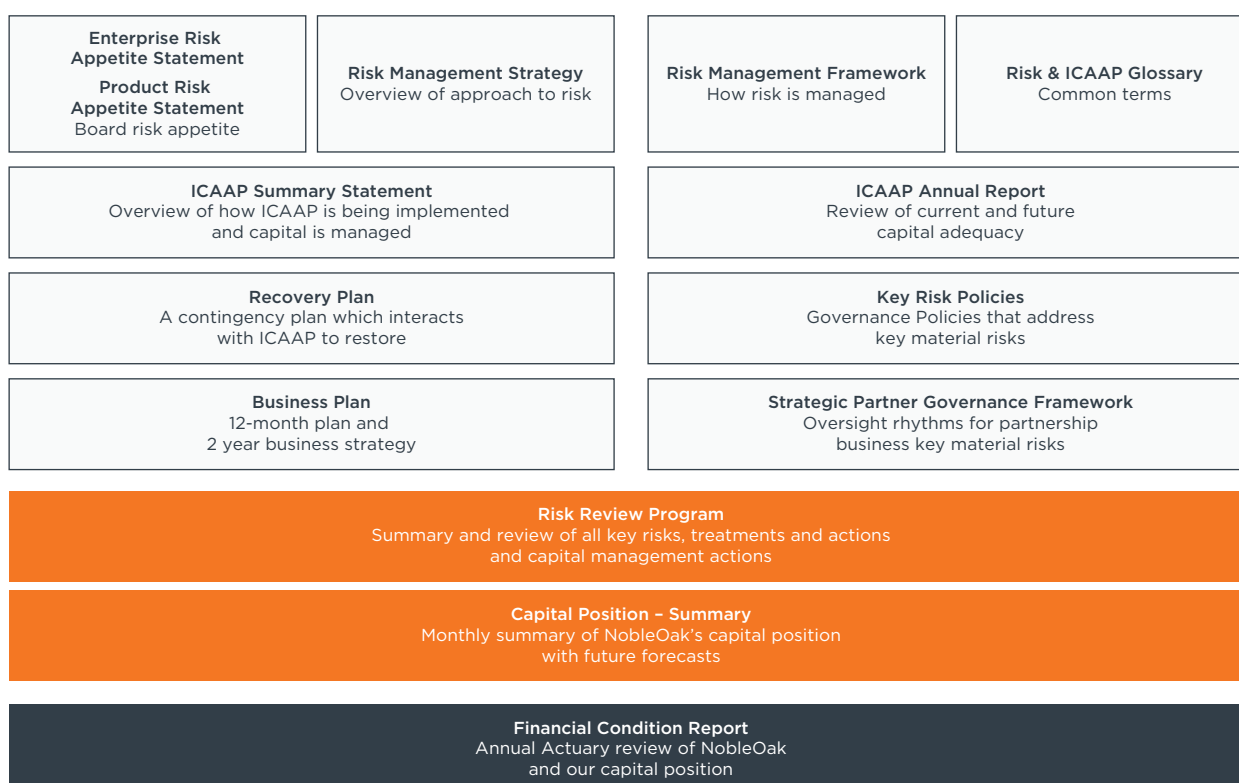 Enterprise Risk
Appetite Statement
Product Risk
Appetite Statement
Board risk appetite
Risk Management Strategy
Overview of approach to risk
Risk Management Framework
How risk is managed
Risk & ICAAP Glossary
Common terms
ICAAP Summary Statement
Overview of how ICAAP is being implemented
and capital is managed
ICAAP Annual Report
Review of current and future
capital adequacy
Recovery Plan
A contingency plan which interacts
with ICAAP to restore
Key Risk Policies
Governance Policies that address
key material risks
Business Plan
12-month plan and
2 year business strategy
Strategic Partner Governance Framework
Oversight rhythms for partnership
business key material risks
Risk Review Program
Summary and review of all key risks, treatments and actions
and capital management actions
Capital Position – Summary
Monthly summary of NobleOak's capital position
with future forecasts
Financial Condition Report
Annual Actuary review of NobleOak
and our capital position